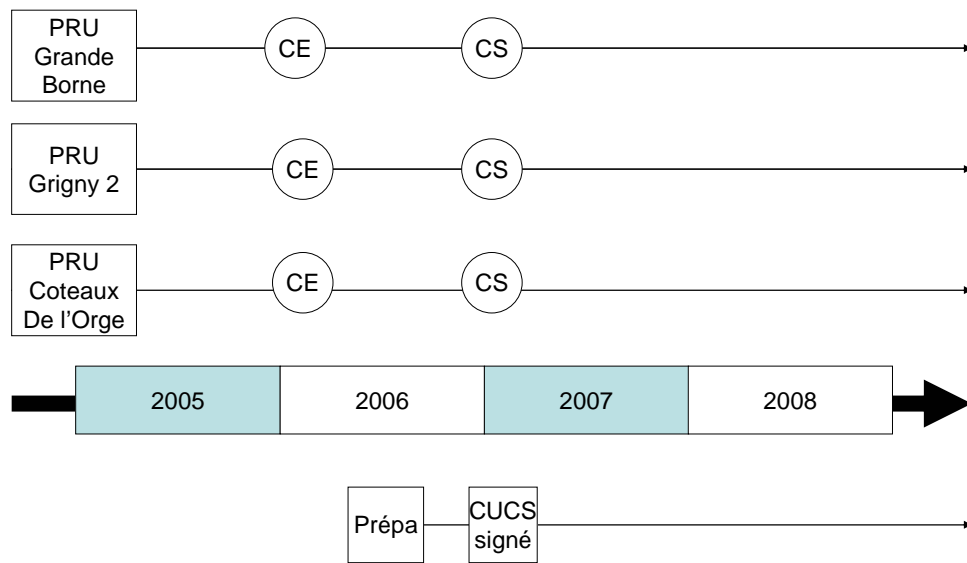 PRU
Grande
Borne
CE
CS
PRU
Grigny 2
CE
CS
PRU
Coteaux
De l'Orge
CE
CS
2005
2006
2007
2008
Prépa
CUCS
signé